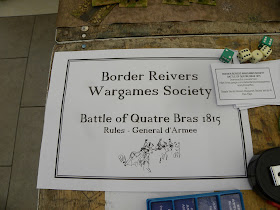 Border Reivers
Wargames Society
Battle of Quatre Bras 1815
Rules - General d'Armee